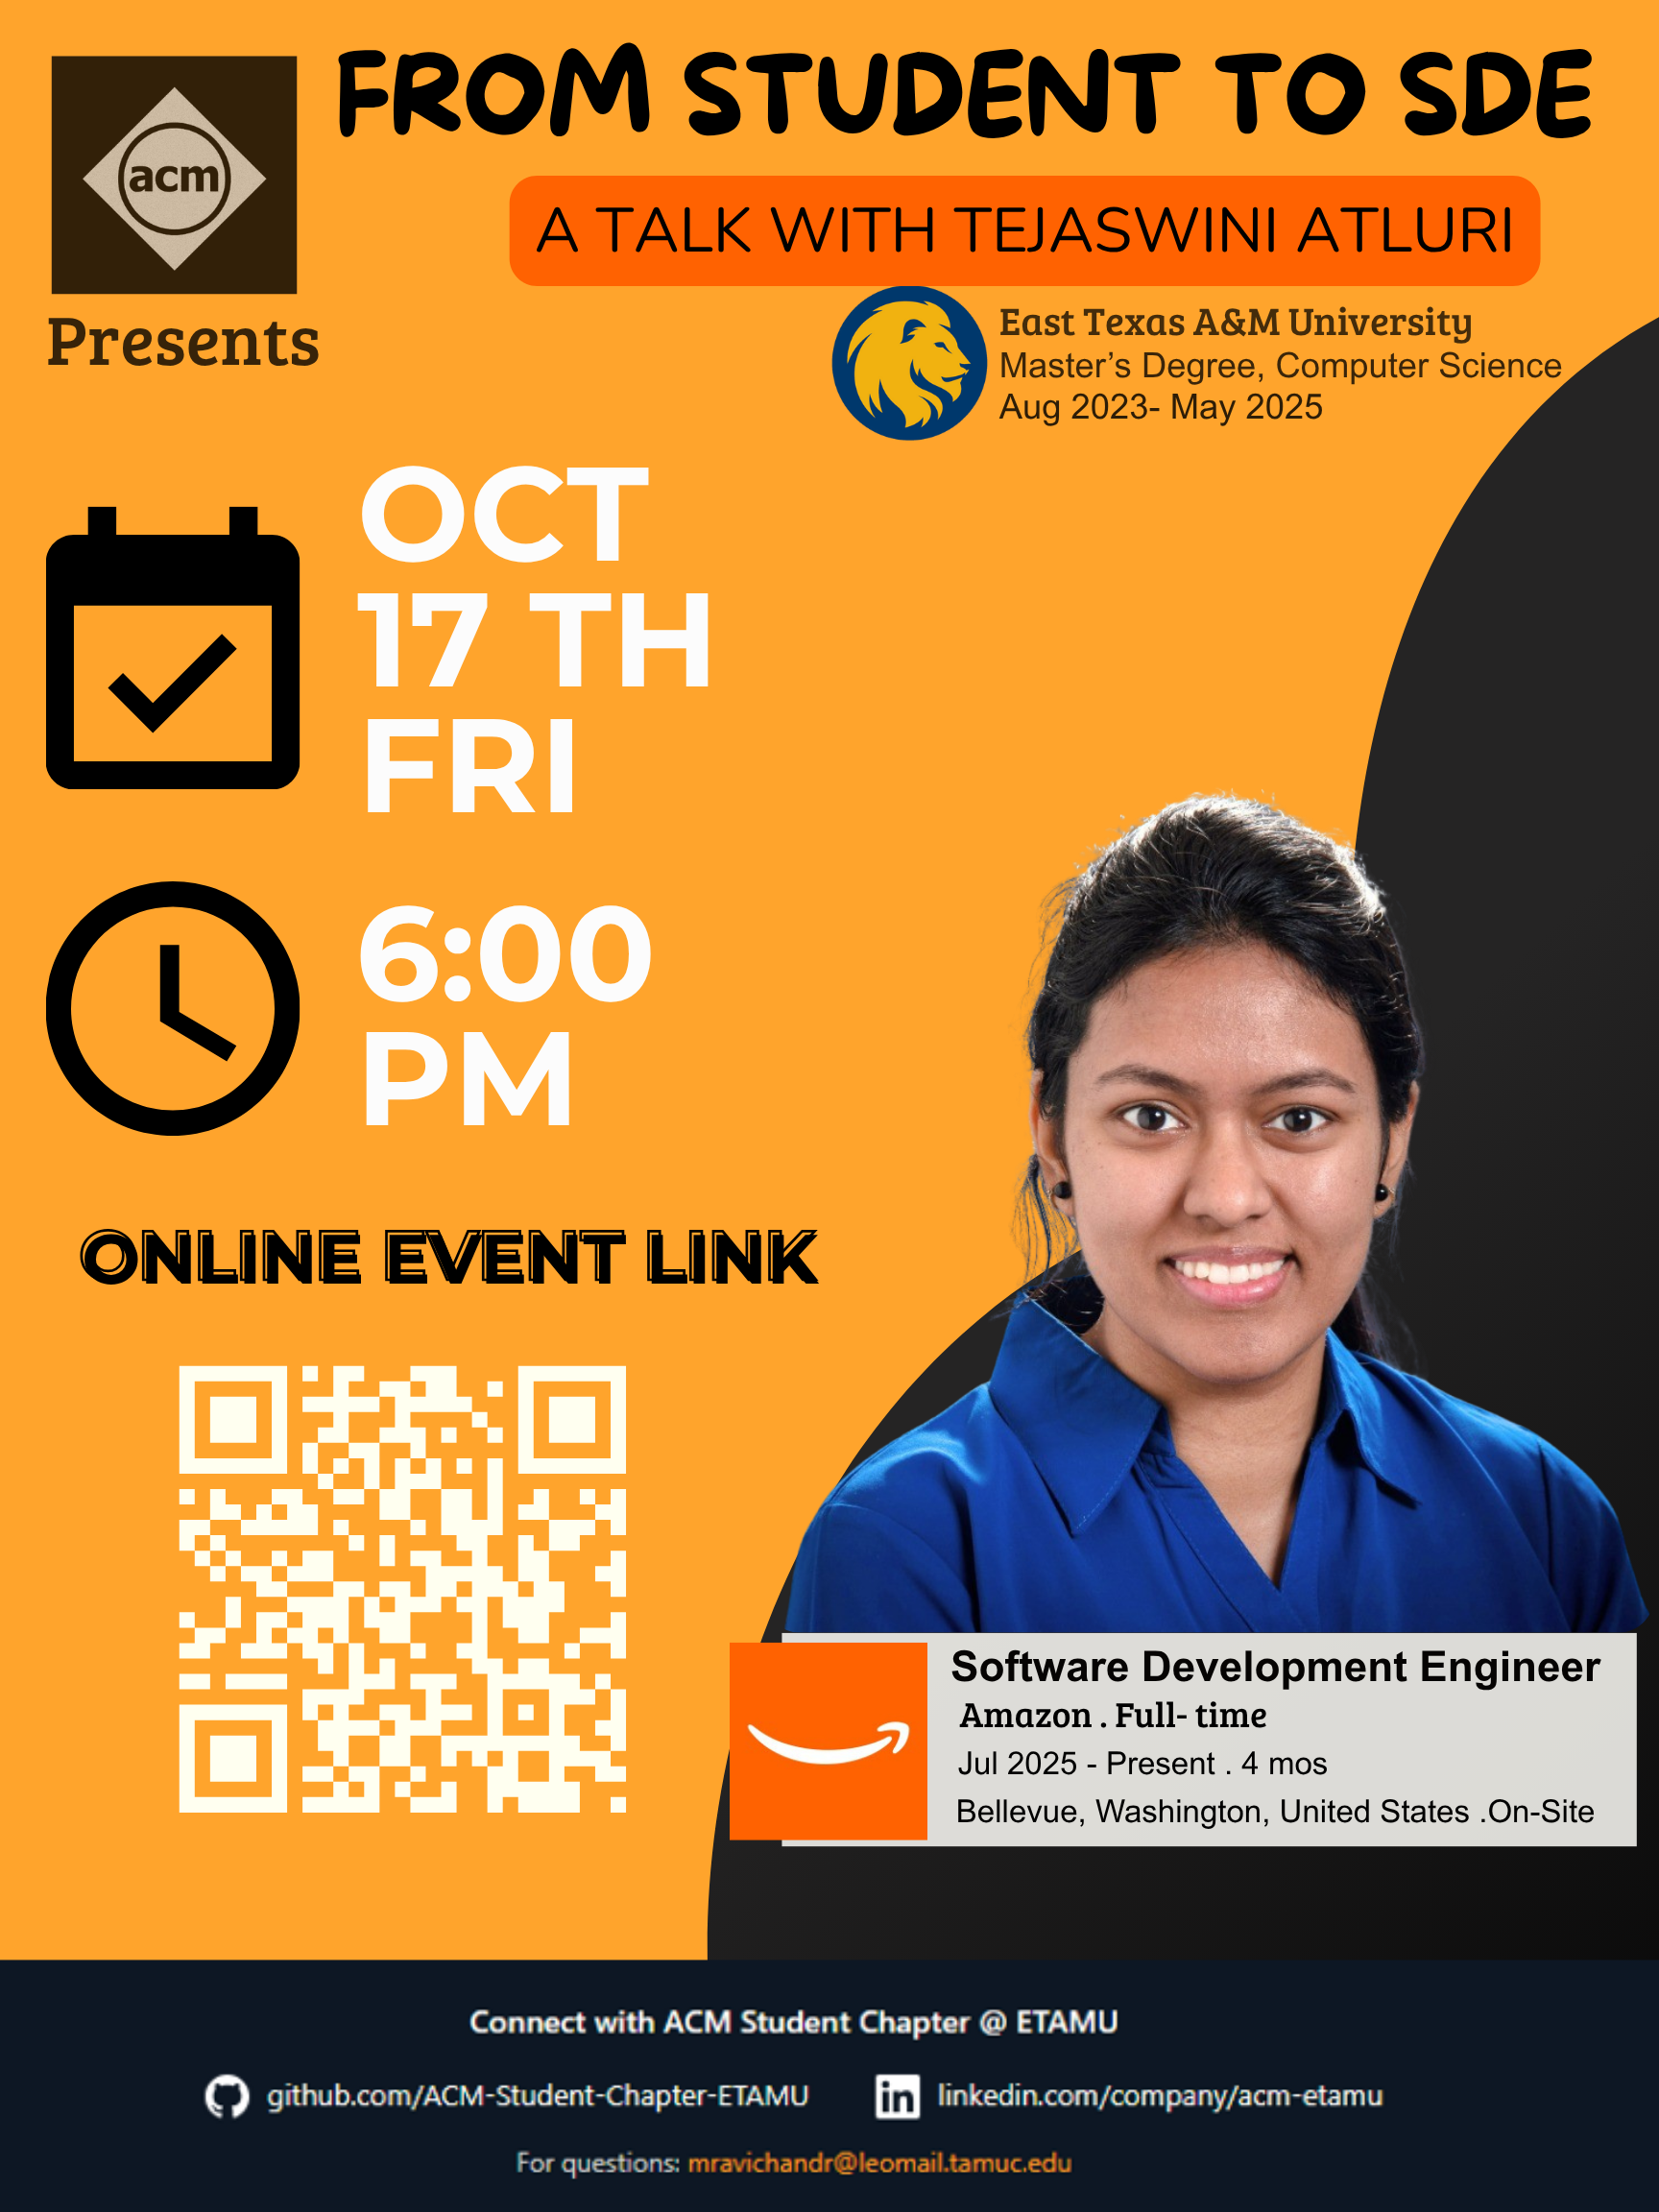 FROM STUDENT TO SDE
acm
Presents
A TALK WITH TEJASWINI ATLURI
East Texas A&M University
Master's Degree, Computer Science
Aug 2023- May 2025
OCT
17 TH
FRI
6:00
PM
ONLINE EVENT LINK
Software Development Engineer
Amazon . Full- time
Jul 2025 - Present . 4 mos
Bellevue, Washington, United States .On-Site
Connect with ACM Student Chapter @ ETAMU
github.com/ACM-Student-Chapter-ETAMU
in linkedin.com/company/acm-etamu
For questions: mravichandr@leomail.tamuc.edu